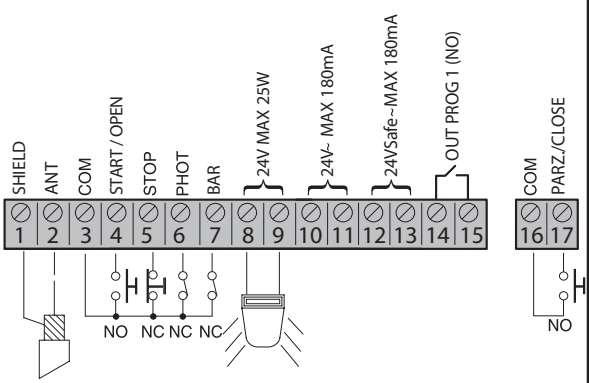 SHIELD
ANT
COM
START / OPEN
STOP
PHOT
BAR
24V MAX 25W
24V~ MAX 180mA
24VSafe~MAX 180mA
OUT PROG 1 (NO)
COM
PARZ./CLOSE
1 2 3 4 5 6 7 8 9 10 11 12 13 14 15 16 17
NO NC NC NC
NO